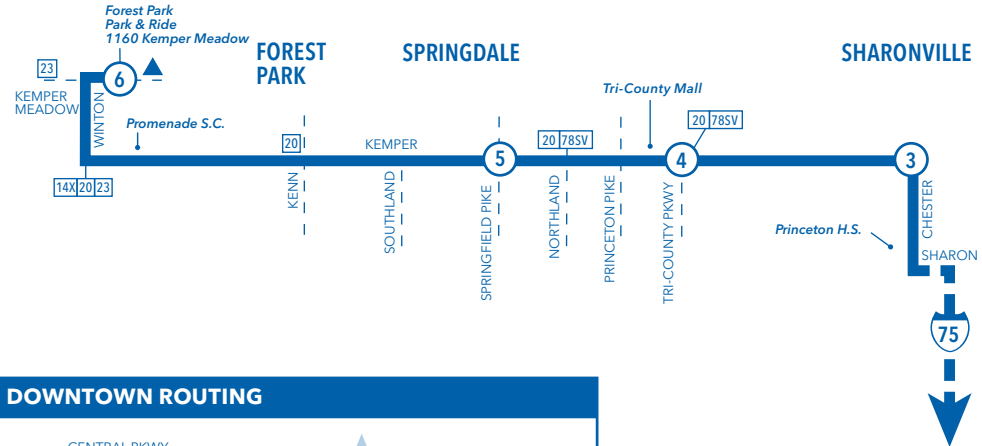 Forest Park
Park & Ride
1160 Kemper Meadow
FOREST
PARK
SPRINGDALE
SHARONVILLE
23
6
KEMPER
MEADOW
WINTON
Promenade S.C.
Tri-County Mall
20
KEMPER
20 78SV
20 78SV
5
4
3
14X 20 23
KENN
SOUTHLAND
SPRINGFIELD PIKE
NORTHLAND
PRINCETON PIKE
TRI-COUNTY PKWY
CHESTER
Princeton H.S.
SHARON
75
DOWNTOWN ROUTING
CENTRAL PKWY